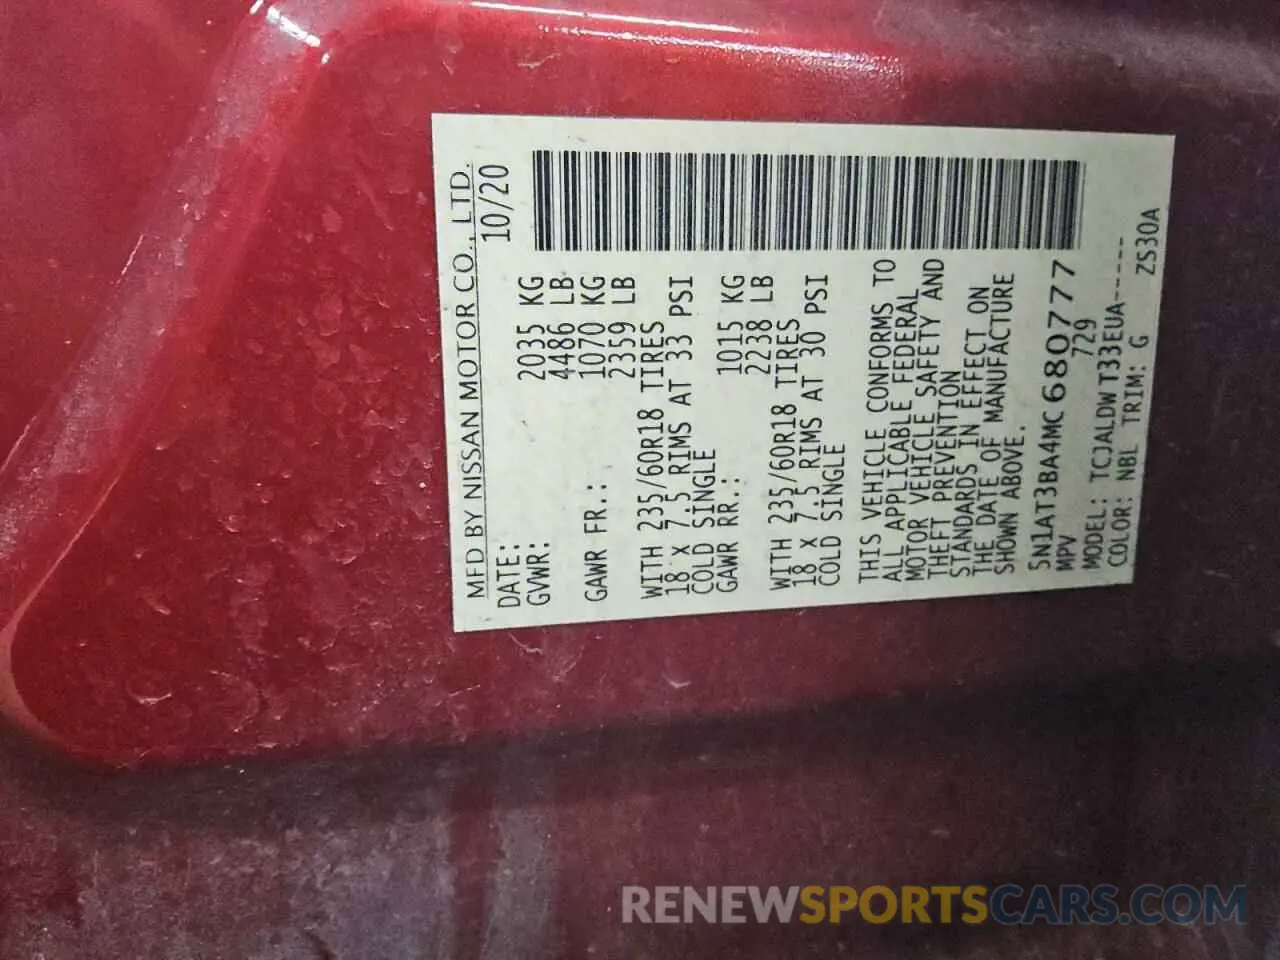 MFD BY NISSAN MOTOR CO., LTD.
DATE: 10/20
GVWR: 2035 KG
4486 LB
GAWR FR.: 1070 KG
2359 LB
WITH 235/60R18 TIRES
18 X 7.5 RIMS AT 33 PSI
COLD SINGLE
GAWR RR.: 1015 KG
2238 LB
WITH 235/60R18 TIRES
18 X 7.5 RIMS AT 30 PSI
COLD SINGLE
THIS VEHICLE CONFORMS TO
ALL APPLICABLE FEDERAL
MOTOR VEHICLE SAFETY AND
THEFT PREVENTION
STANDARDS IN EFFECT ON
THE DATE OF MANUFACTURE
SHOWN ABOVE.
5N1AT3BA4MC680777
MPV 729
MODEL: TCJALDWT33EUA-----
COLOR: NBL TRIM: G ZS30A
RENEWSPORTSCARS.COM